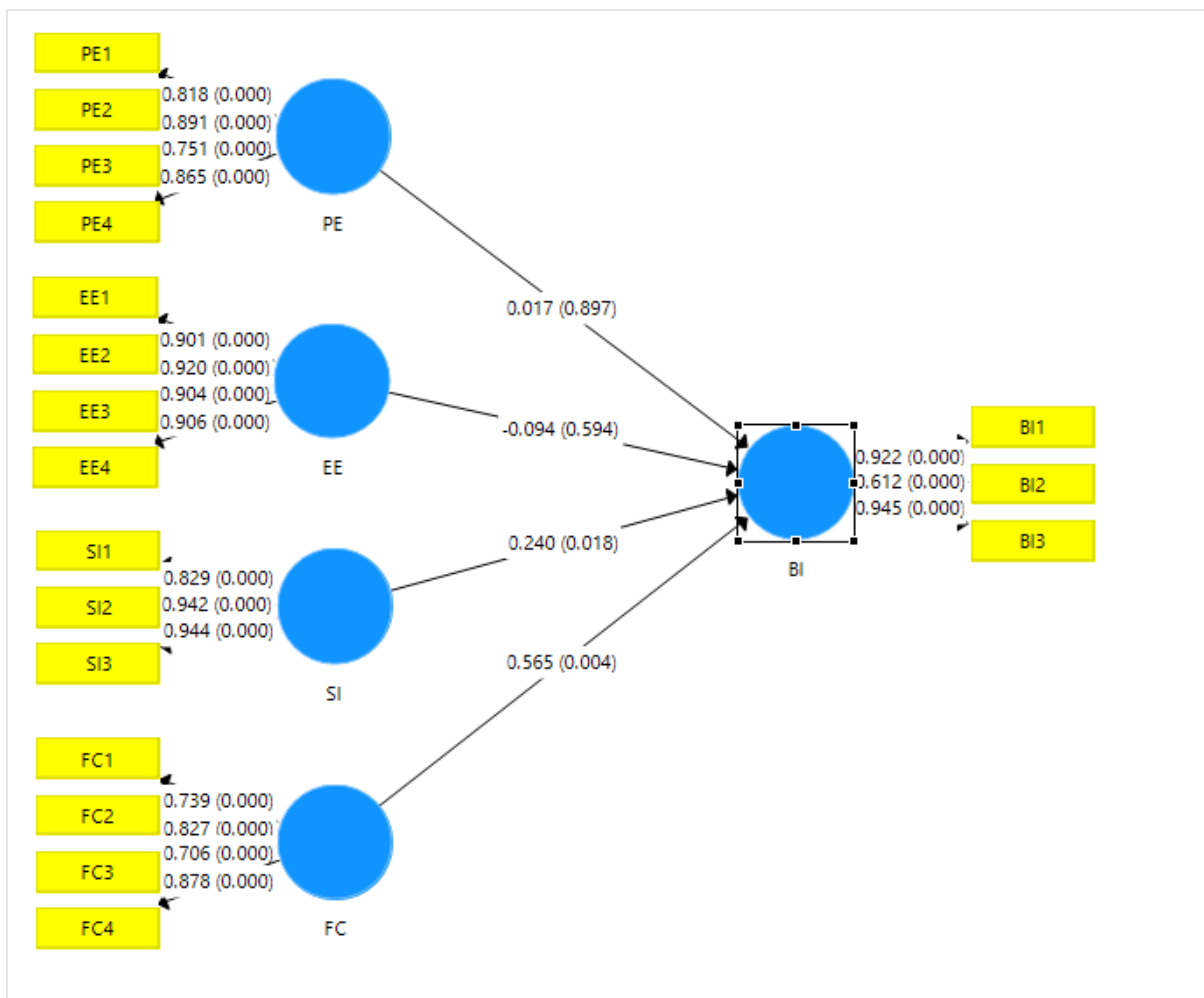 PE1
PE2
PE3
PE4
0.818 (0.000)
0.891 (0.000)
0.751 (0.000)
0.865 (0.000)
PE
EE1
EE2
EE3
EE4
0.901 (0.000)
0.920 (0.000)
0.904 (0.000)
0.906 (0.000)
EE
SI1
SI2
SI3
0.829 (0.000)
0.942 (0.000)
0.944 (0.000)
SI
FC1
FC2
FC3
FC4
0.739 (0.000)
0.827 (0.000)
0.706 (0.000)
0.878 (0.000)
FC
0.017 (0.897)
-0.094 (0.594)
0.240 (0.018)
0.565 (0.004)
BI
0.922 (0.000)
0.612 (0.000)
0.945 (0.000)
BI1
BI2
BI3